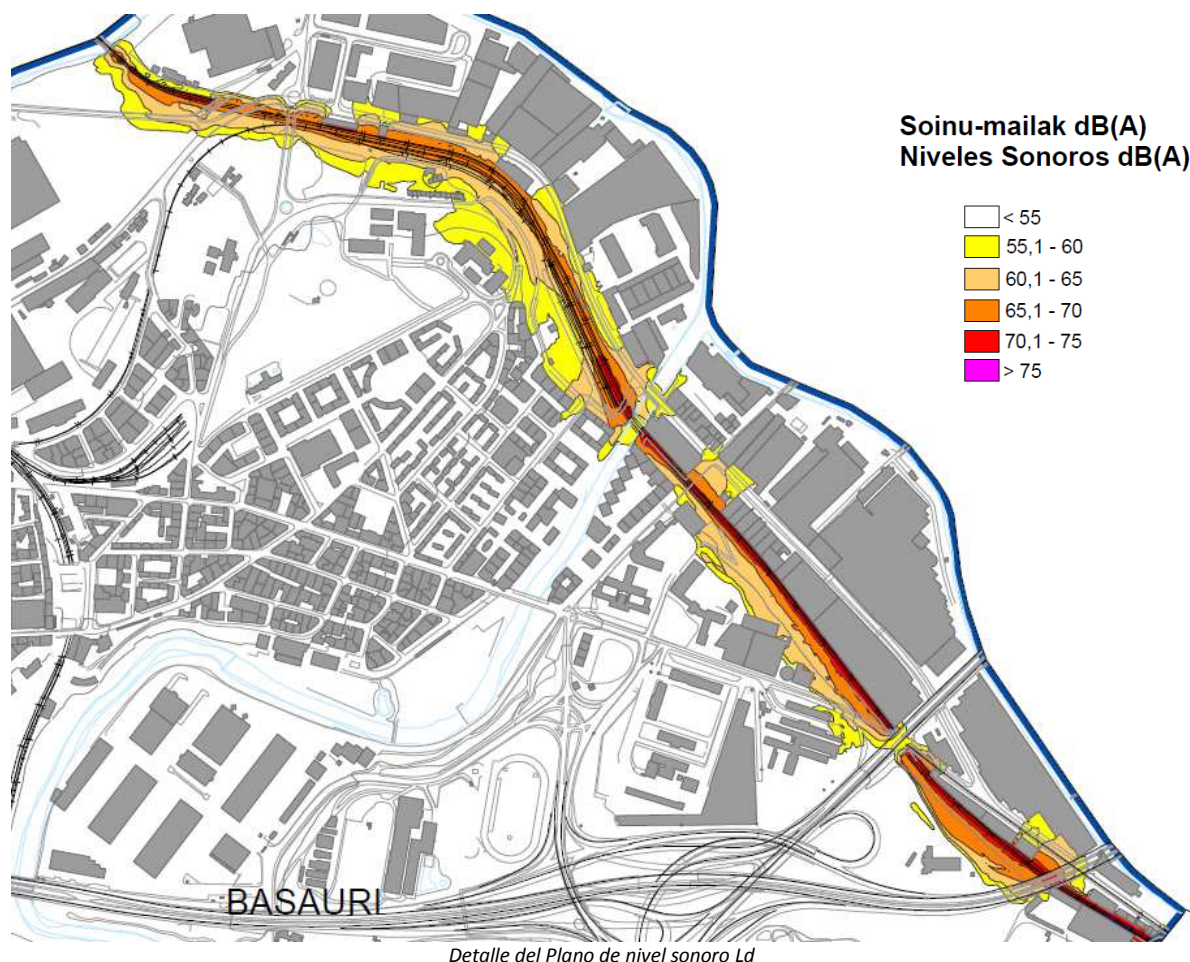 Soinu-mailak dB(A)
Niveles Sonoros dB(A)
< 55
55,1 - 60
60,1 - 65
65,1 - 70
70,1 - 75
> 75
BASAURI
Detalle del Plano de nivel sonoro Ld